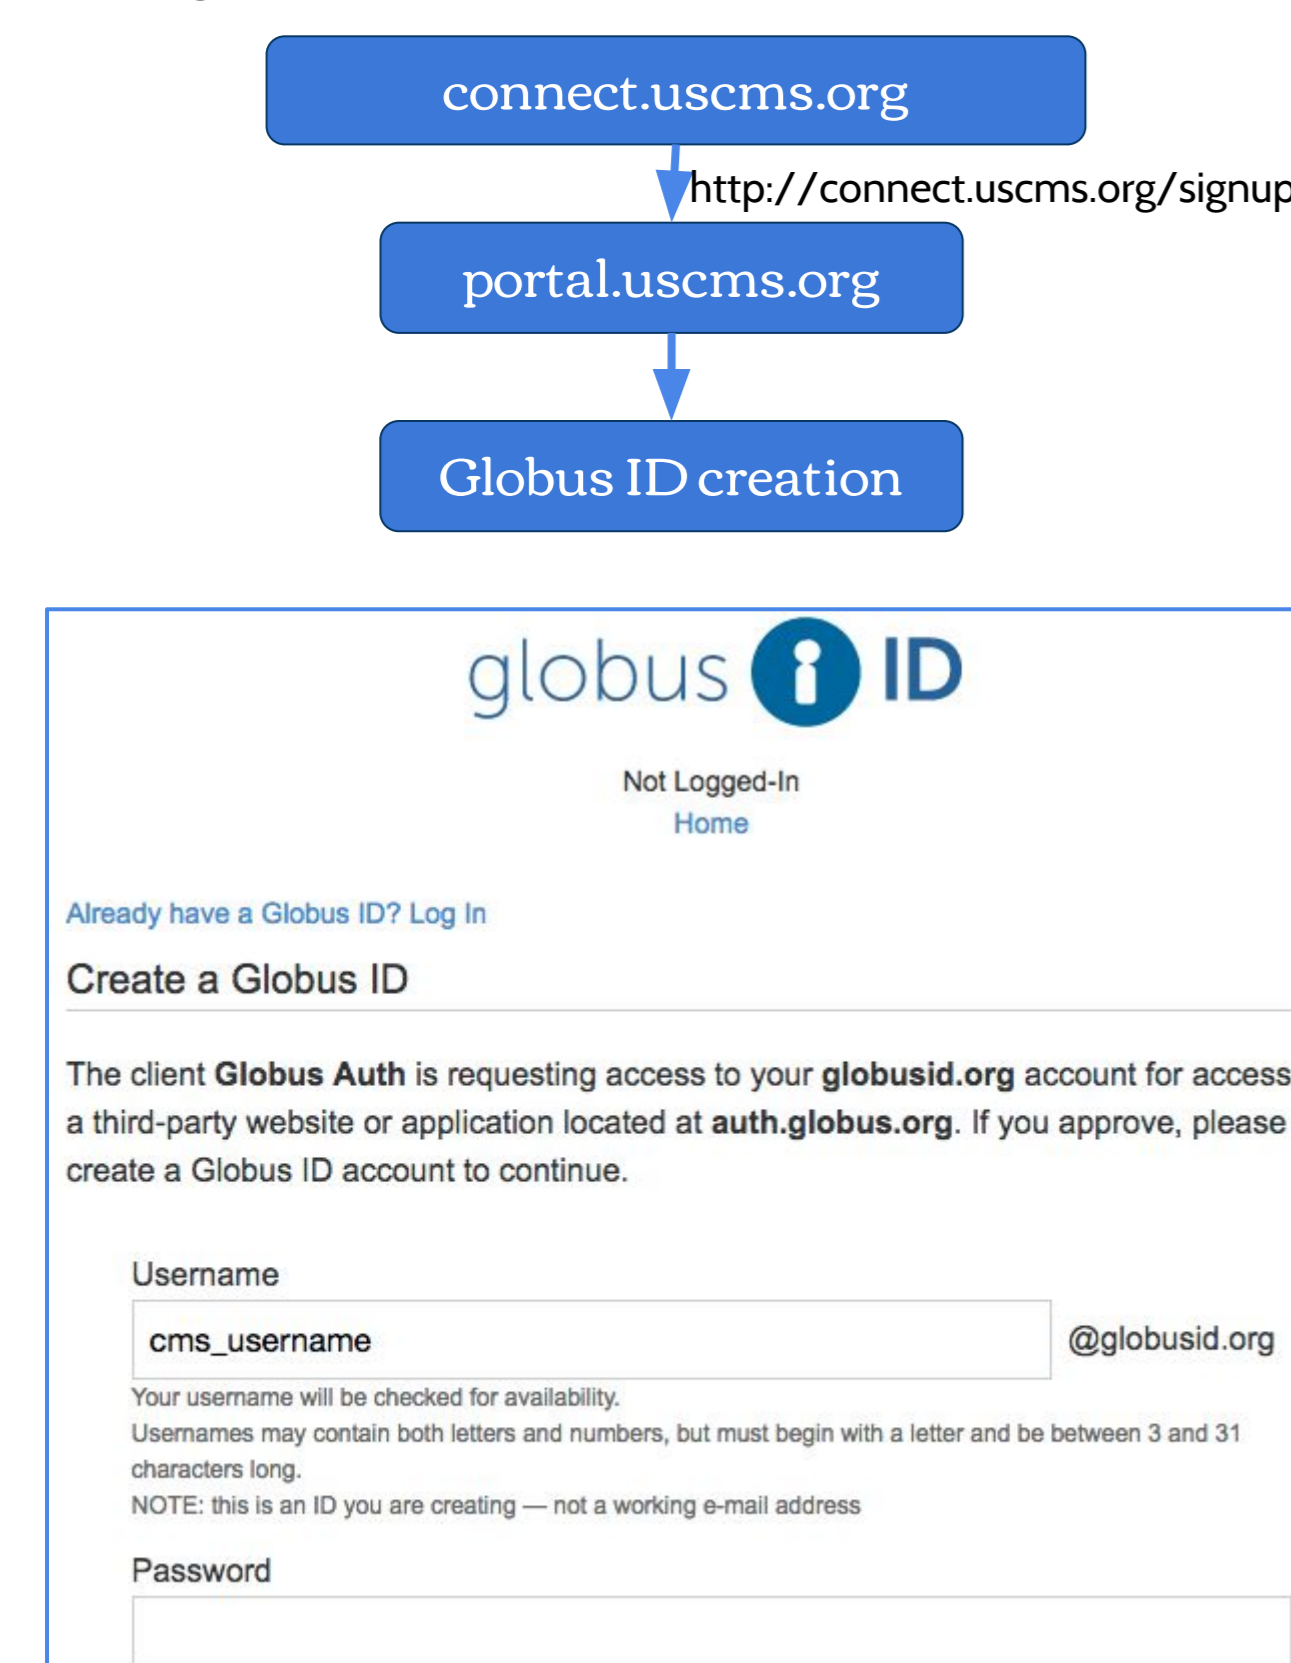 connect.uscms.org
http://connect.uscms.org/signup
portal.uscms.org
Globus ID creation
globus ID
Not Logged-In
Home
Already have a Globus ID? Log In
Create a Globus ID
The client Globus Auth is requesting access to your globusid.org account for access
a third-party website or application located at auth.globus.org. If you approve, please
create a Globus ID account to continue.
Username
cms_username @globusid.org
Your username will be checked for availability.
Usernames may contain both letters and numbers, but must begin with a letter and be between 3 and 31
characters long.
NOTE: this is an ID you are creating — not a working e-mail address
Password